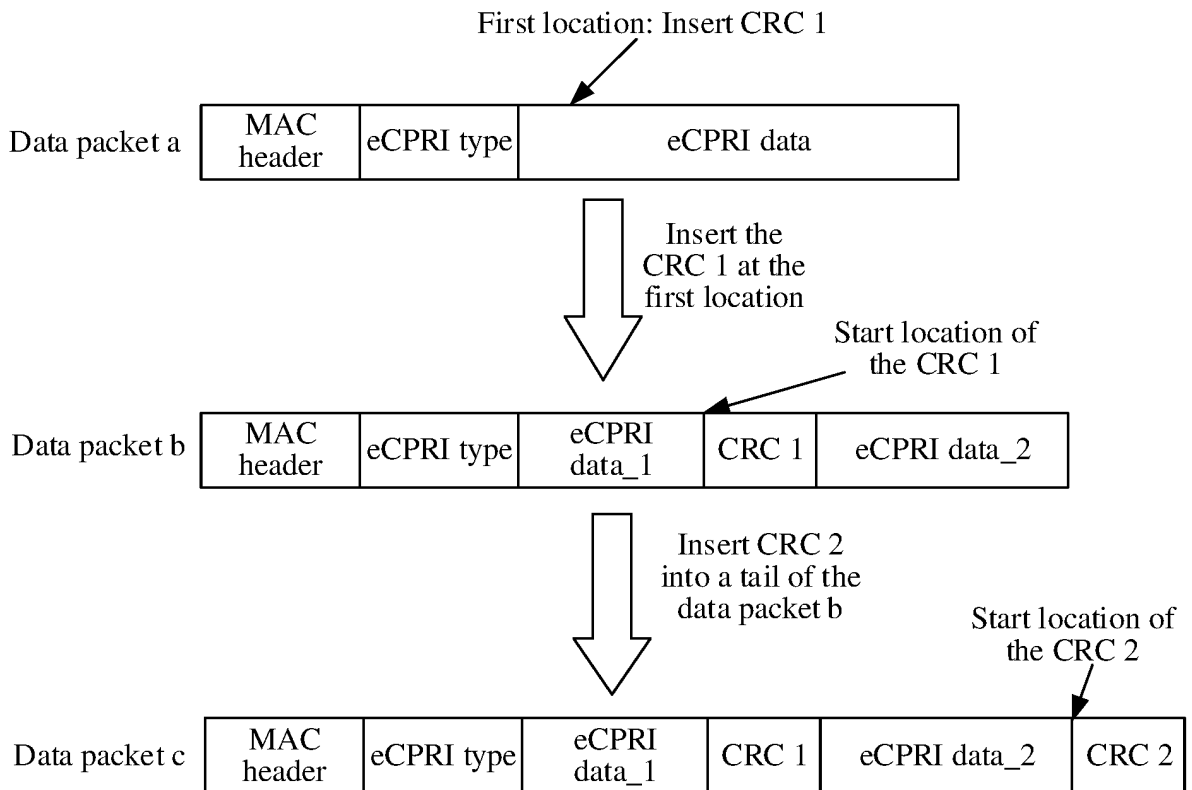 First location: Insert CRC 1
Data packet a
MAC
header
eCPRI type
eCPRI data
Insert the
CRC 1 at the
first location
Start location of
the CRC 1
Data packet b
MAC
header
eCPRI type
eCPRI
data_1
CRC 1
eCPRI data_2
Insert CRC 2
into a tail of the
data packet b
Start location of
the CRC 2
Data packet c
MAC
header
eCPRI type
eCPRI
data_1
CRC 1
eCPRI data_2
CRC 2